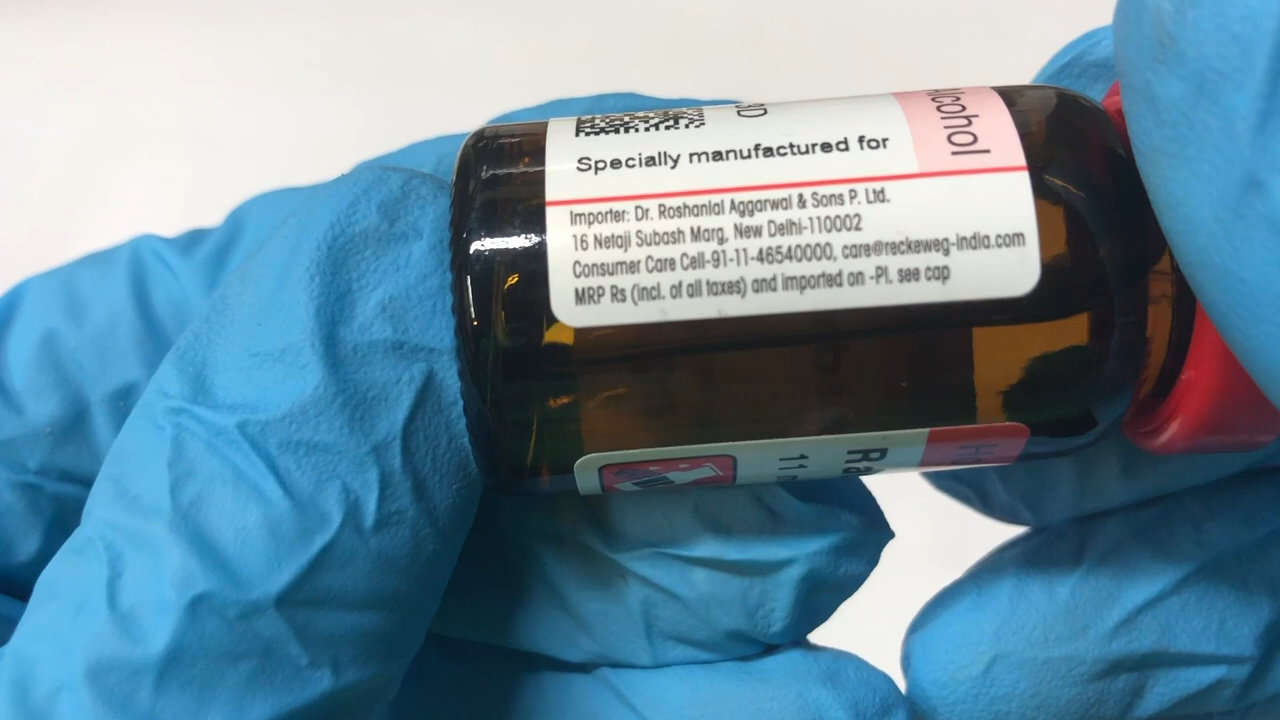 Alcohol
Specially manufactured for
Importer: Dr. Roshanlal Aggarwal & Sons P. Ltd.
16 Netaji Subash Marg, New Delhi-110002
Consumer Care Cell-91-11-46540000, care@reckeweg-india.com
MRP Rs (incl. of all taxes) and imported on -Pl. see cap
11